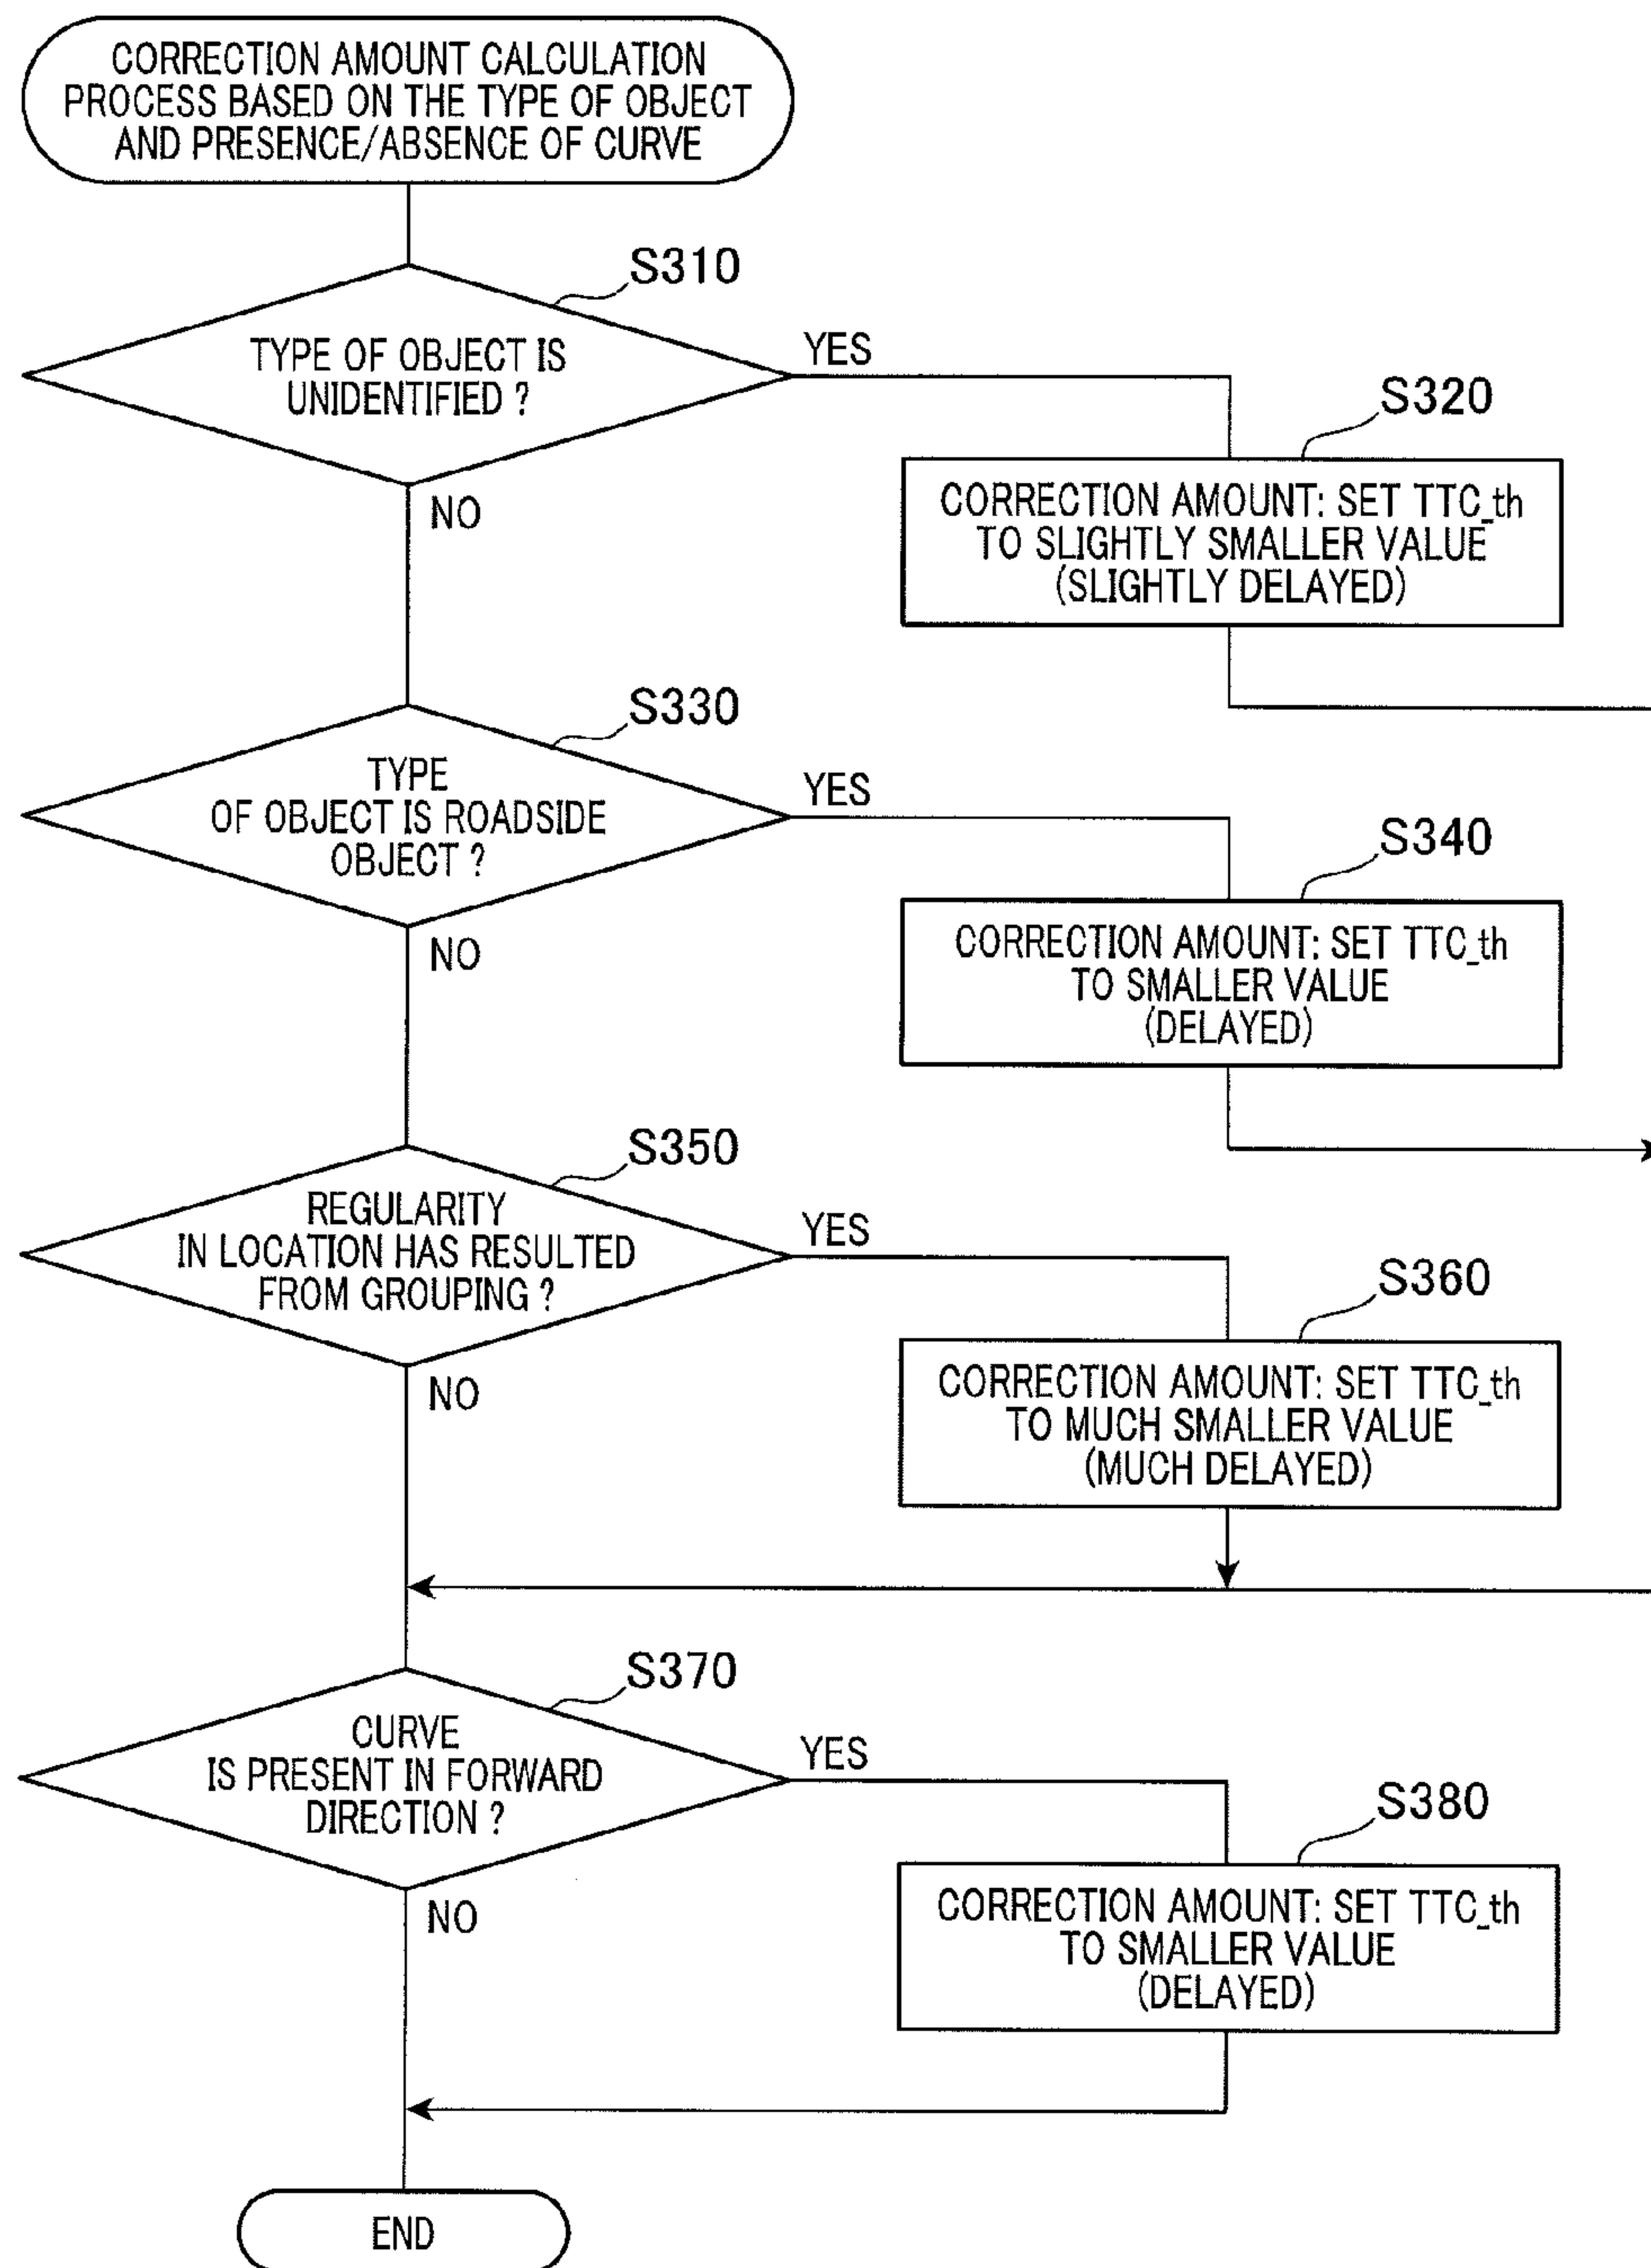 CORRECTION AMOUNT CALCULATION
PROCESS BASED ON THE TYPE OF OBJECT
AND PRESENCE/ABSENCE OF CURVE
S310
TYPE OF OBJECT IS
UNIDENTIFIED ?
YES
NO
S320
CORRECTION AMOUNT: SET TTC_th
TO SLIGHTLY SMALLER VALUE
(SLIGHTLY DELAYED)
S330
TYPE
OF OBJECT IS ROADSIDE
OBJECT ?
YES
NO
S340
CORRECTION AMOUNT: SET TTC_th
TO SMALLER VALUE
(DELAYED)
S350
REGULARITY
IN LOCATION HAS RESULTED
FROM GROUPING ?
YES
NO
S360
CORRECTION AMOUNT: SET TTC_th
TO MUCH SMALLER VALUE
(MUCH DELAYED)
S370
CURVE
IS PRESENT IN FORWARD
DIRECTION ?
YES
NO
S380
CORRECTION AMOUNT: SET TTC_th
TO SMALLER VALUE
(DELAYED)
END